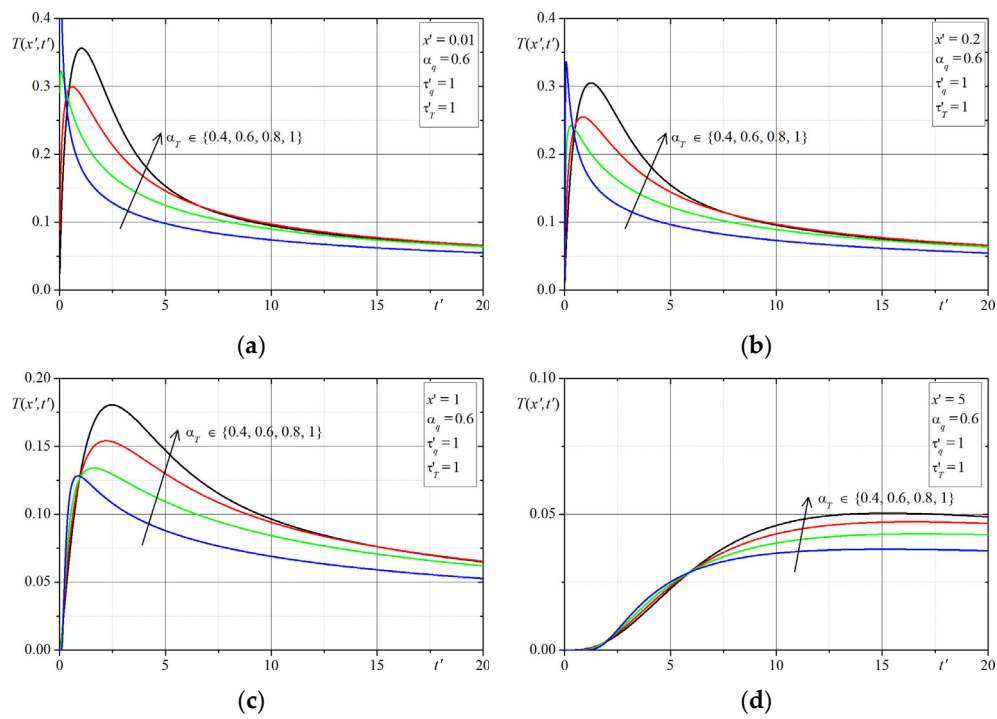 0.4
T(x′,t′)
0.3
0.2
0.1
0.0
x' = 0.01
α_q = 0.6
τ'_q = 1
τ'_T = 1
α_T ∈ {0.4, 0.6, 0.8, 1}
0 5 10 15 t′ 20
(a)
0.4
T(x′,t′)
0.3
0.2
0.1
0.0
x' = 0.2
α_q = 0.6
τ'_q = 1
τ'_T = 1
α_T ∈ {0.4, 0.6, 0.8, 1}
0 5 10 15 t′ 20
(b)
0.20
T(x′,t′)
0.15
0.10
0.05
0.00
x' = 1
α_q = 0.6
τ'_q = 1
τ'_T = 1
α_T ∈ {0.4, 0.6, 0.8, 1}
0 5 10 15 t′ 20
(c)
0.10
T(x′,t′)
0.05
0.00
x' = 5
α_q = 0.6
τ'_q = 1
τ'_T = 1
α_T ∈ {0.4, 0.6, 0.8, 1}
0 5 10 15 t′ 20
(d)